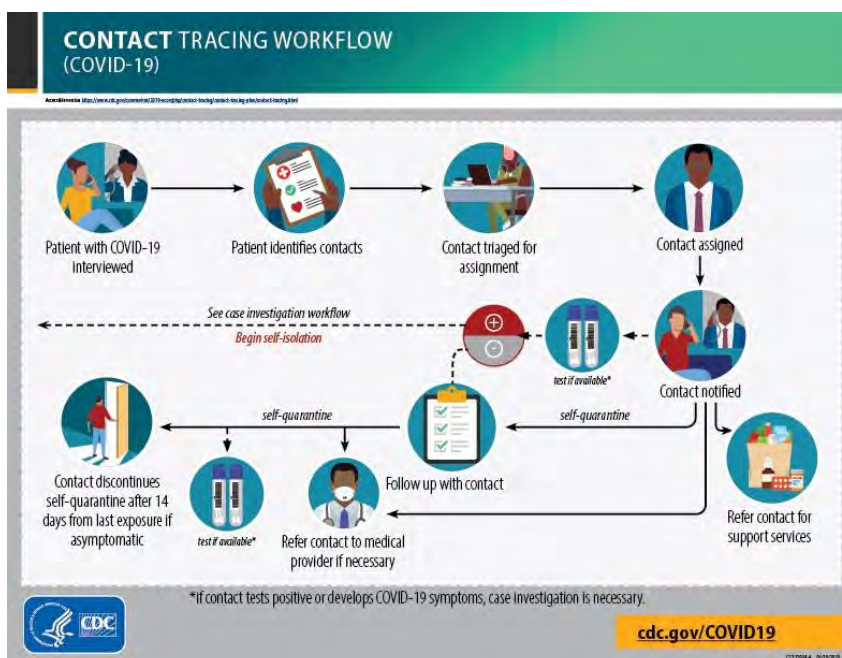 CONTACT TRACING WORKFLOW
(COVID-19)
Patient with COVID-19
interviewed
Patient identifies contacts
Contact triaged for
assignment
Contact assigned
See case investigation workflow
Begin self-isolation
+
-
test if available*
Contact notified
self-quarantine
self-quarantine
Contact discontinues
self-quarantine after 14
days from last exposure if
asymptomatic
test if available*
Refer contact to medical
provider if necessary
Follow up with contact
Refer contact for
support services
*if contact tests positive or develops COVID-19 symptoms, case investigation is necessary.
CDC
cdc.gov/COVID19